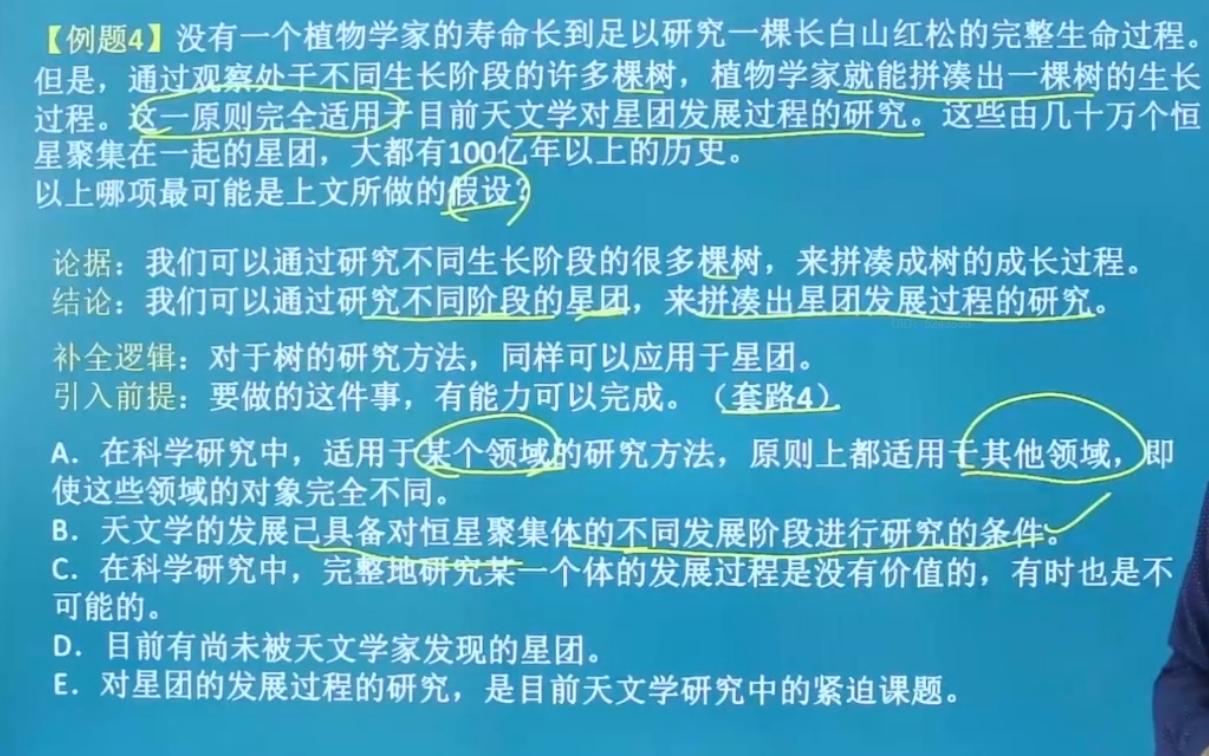 【例题4】没有一个植物学家的寿命长到足以研究一棵长白山红松的完整生命过程。
但是，通过观察处于不同生长阶段的许多棵树，植物学家就能拼凑出一棵树的生长
过程。这一原则完全适用于目前天文学对星团发展过程的研究。这些由几十万个恒
星聚集在一起的星团，大都有100亿年以上的历史。
以上哪项最可能是上文所做的假设？
论据：我们可以通过研究不同生长阶段的很多棵树，来拼凑成树的成长过程。
结论：我们可以通过研究不同阶段的星团，来拼凑出星团发展过程的研究。
补全逻辑：对于树的研究方法，同样可以应用于星团。
引入前提：要做的这件事，有能力可以完成。（套路4）
A．在科学研究中，适用于某个领域的研究方法，原则上都适用于其他领域，即
使这些领域的对象完全不同。
B．天文学的发展已具备对恒星聚集体的不同发展阶段进行研究的条件。
C．在科学研究中，完整地研究某一个体的发展过程是没有价值的，有时也是不
可能的。
D．目前有尚未被天文学家发现的星团。
E．对星团的发展过程的研究，是目前天文学研究中的紧迫课题。